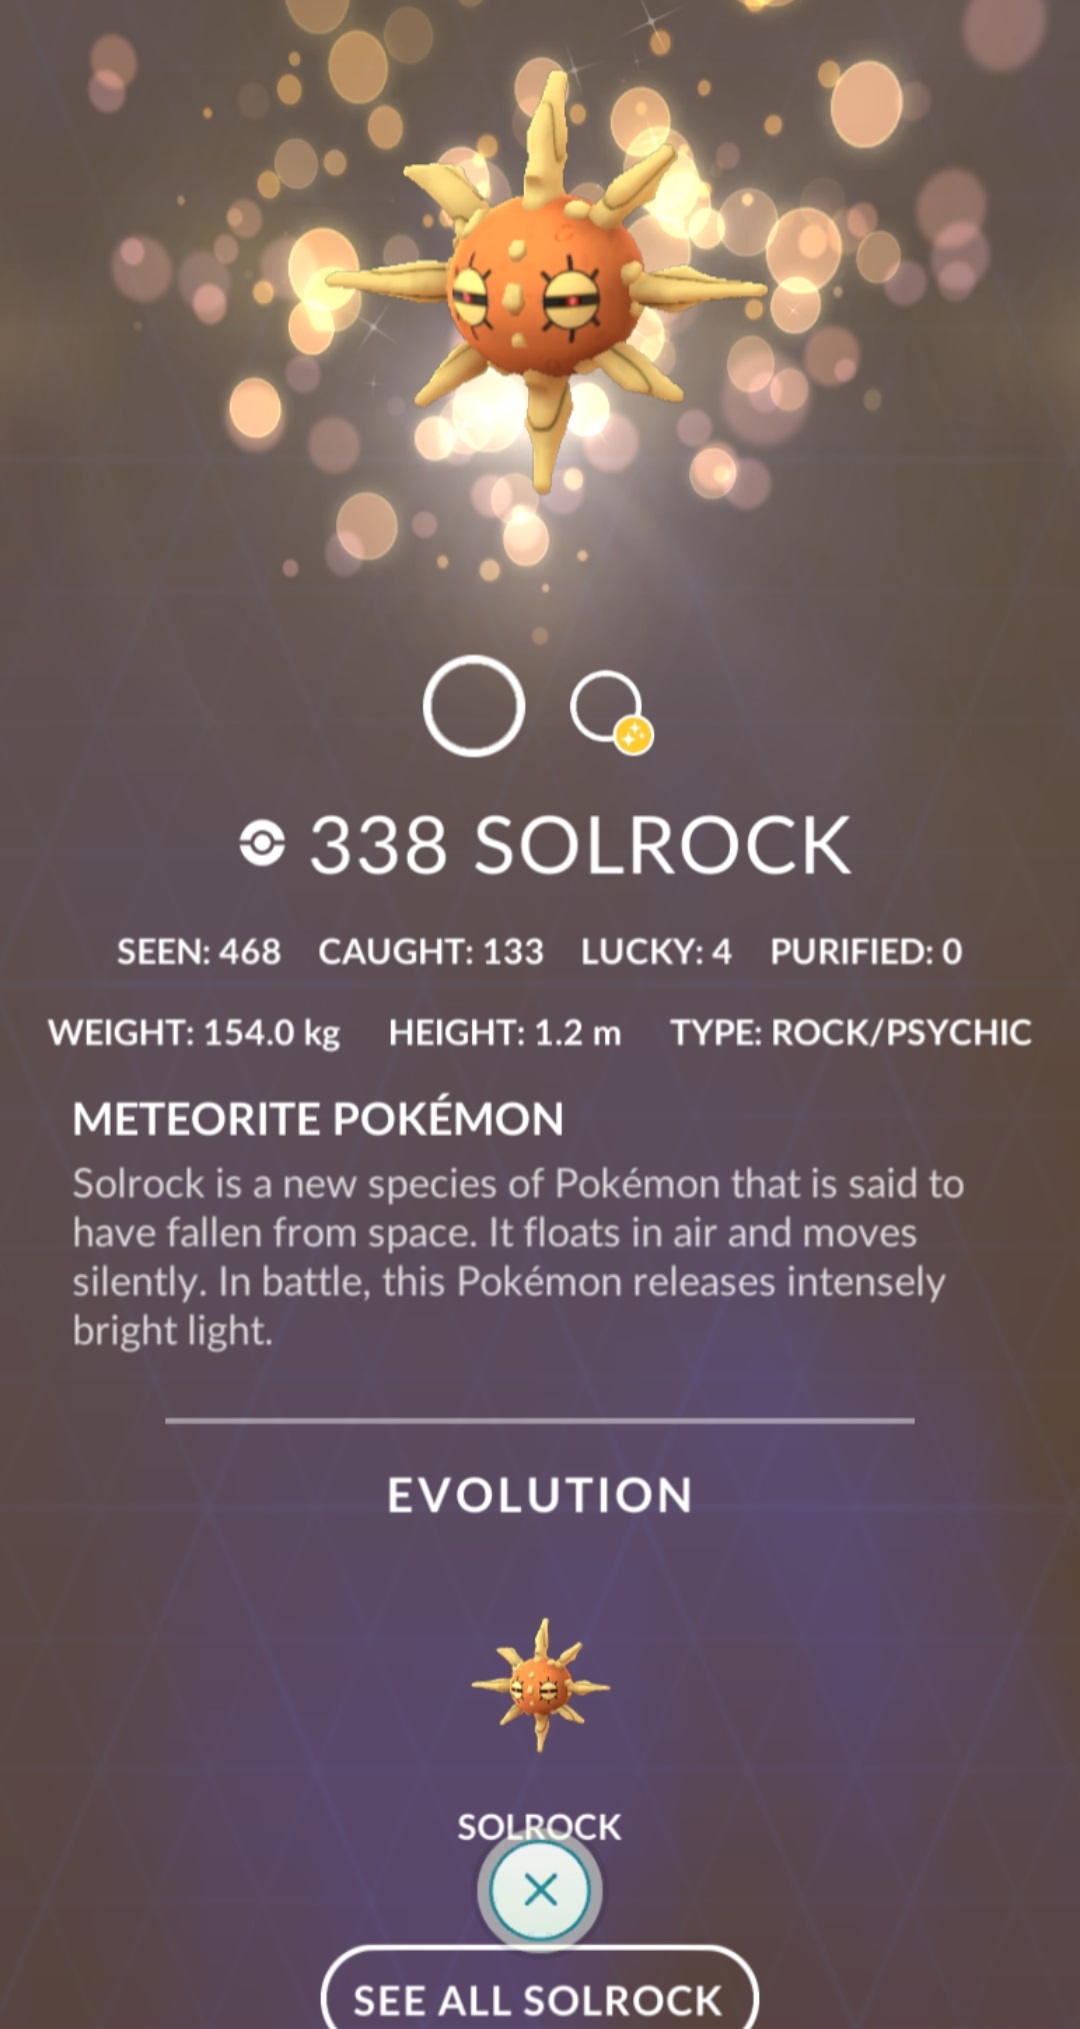 338 SOLROCK
SEEN: 468 CAUGHT: 133 LUCKY: 4 PURIFIED: 0
WEIGHT: 154.0 kg HEIGHT: 1.2 m TYPE: ROCK/PSYCHIC
METEORITE POKÉMON
Solrock is a new species of Pokémon that is said to
have fallen from space. It floats in air and moves
silently. In battle, this Pokémon releases intensely
bright light.
EVOLUTION
SOLROCK
SEE ALL SOLROCK